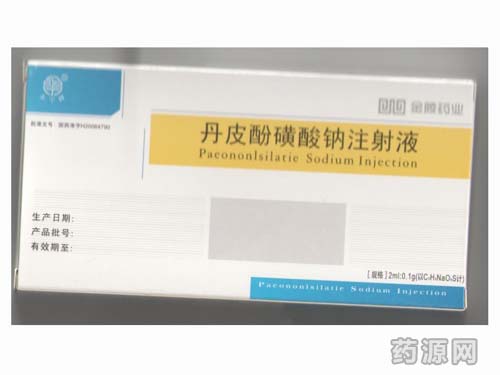 金陵药业
批准文号：国药准字H20064790
丹皮酚磺酸钠注射液
Paecononlsilatie Sodium Injection
生产日期：
产品批号：
有效期至：
[规格]2ml:0.1g(以C₉H₉NaO₆S计)
Paecononlsilatie Sodium Injection
药源网